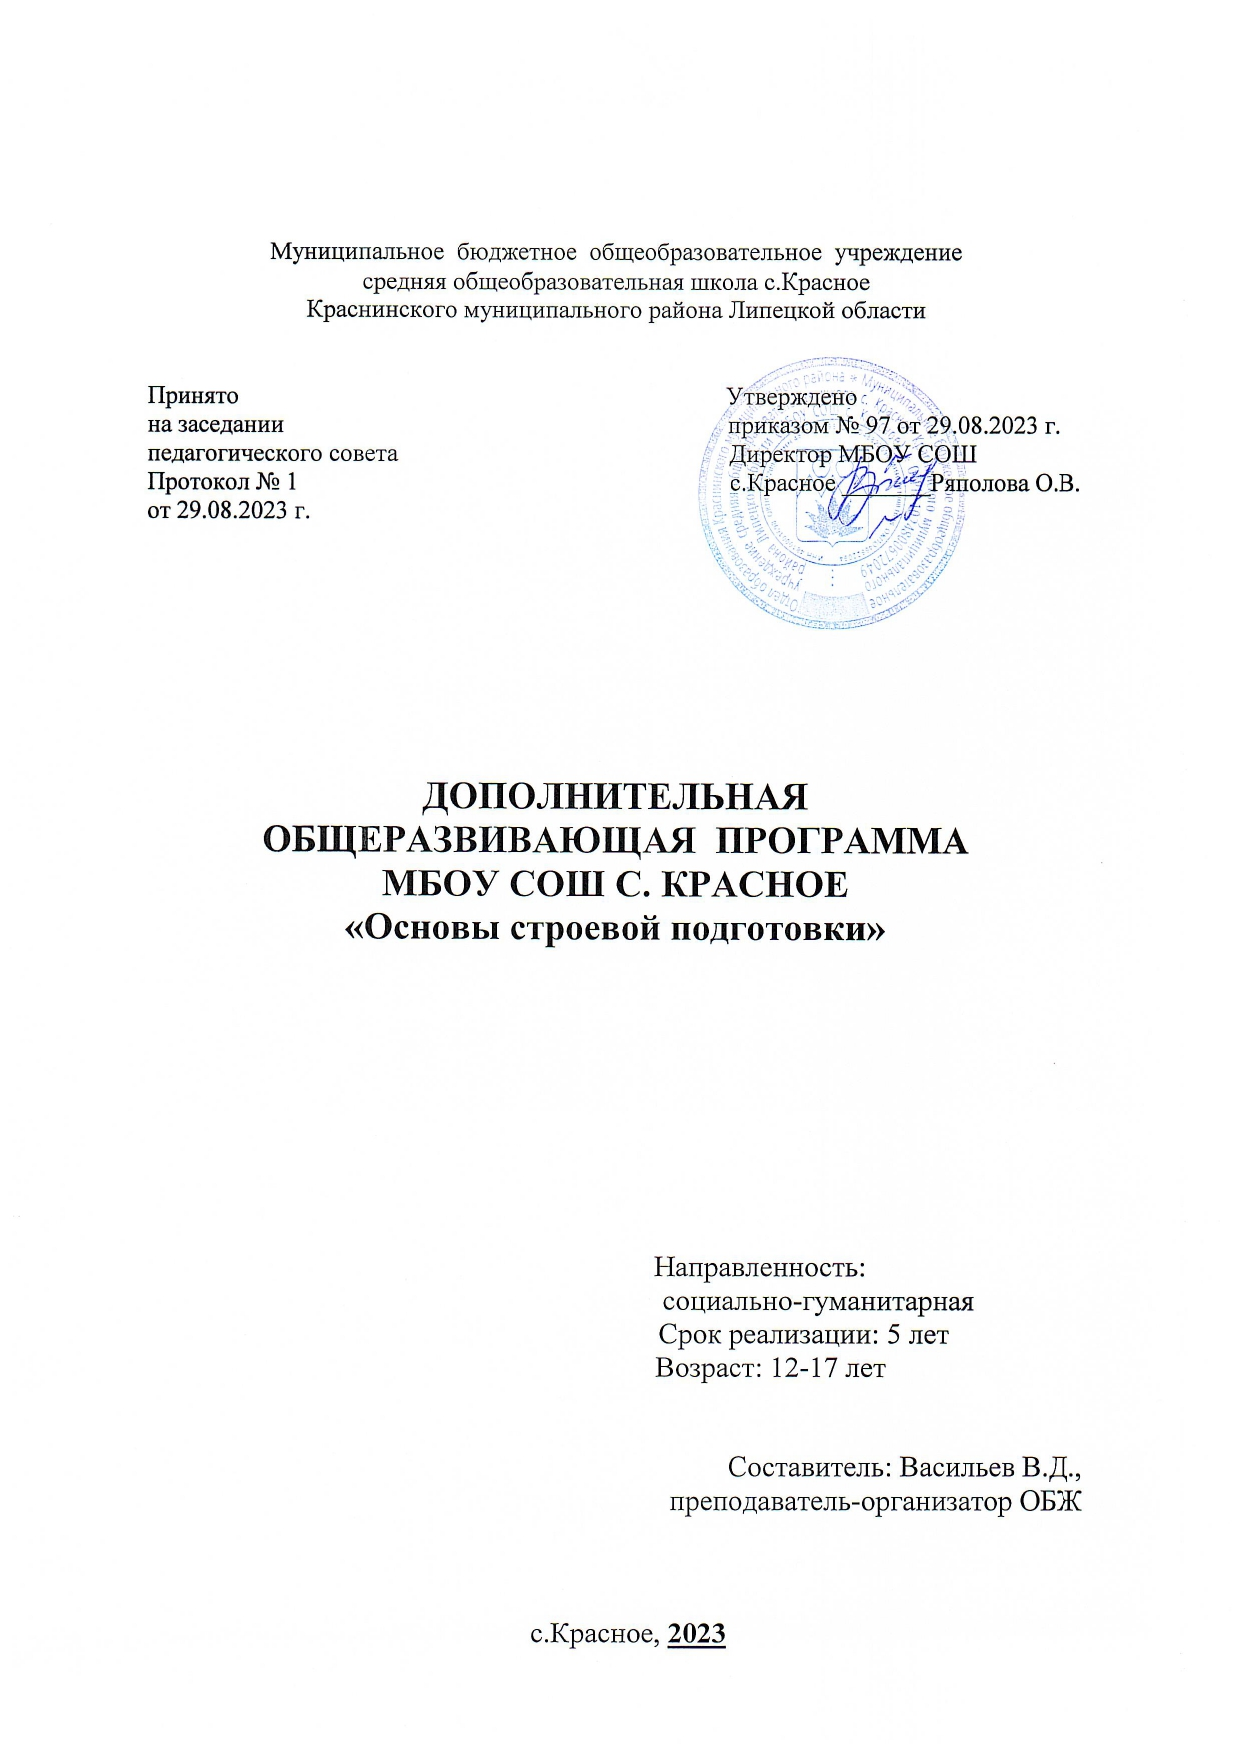 Муниципальное бюджетное общеобразовательное учреждение
средняя общеобразовательная школа с.Красное
Краснинского муниципального района Липецкой области
Принято
на заседании
педагогического совета
Протокол № 1
от 29.08.2023 г.
Утверждено
приказом № 97 от 29.08.2023 г.
Директор МБОУ СОШ
с.Красное ________Ряполова О.В.
ДОПОЛНИТЕЛЬНАЯ
ОБЩЕРАЗВИВАЮЩАЯ ПРОГРАММА
МБОУ СОШ С. КРАСНОЕ
«Основы строевой подготовки»
Направленность:
социально-гуманитарная
Срок реализации: 5 лет
Возраст: 12-17 лет
Составитель: Васильев В.Д.,
преподаватель-организатор ОБЖ
с.Красное, 2023